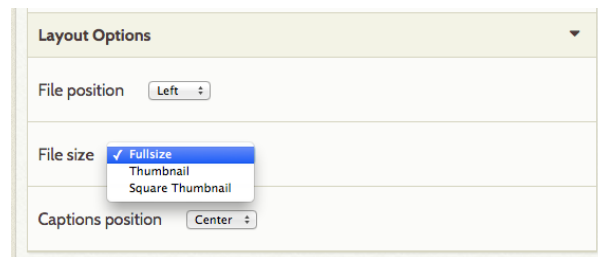 Layout Options
File position Left
File size ✓ Fullsize
Thumbnail
Square Thumbnail
Captions position Center